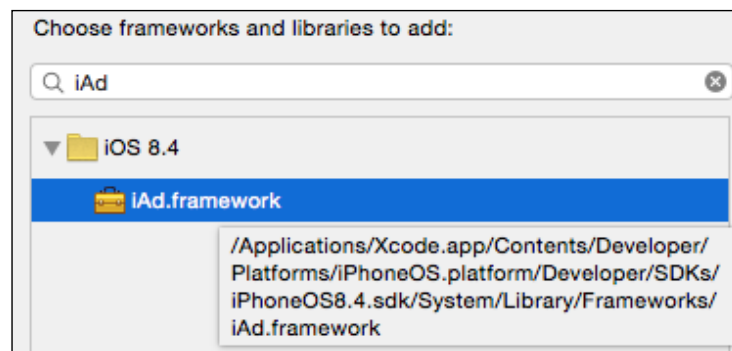 Choose frameworks and libraries to add:
iAd
iOS 8.4
iAd.framework
/Applications/Xcode.app/Contents/Developer/
Platforms/iPhoneOS.platform/Developer/SDKs/
iPhoneOS8.4.sdk/System/Library/Frameworks/
iAd.framework